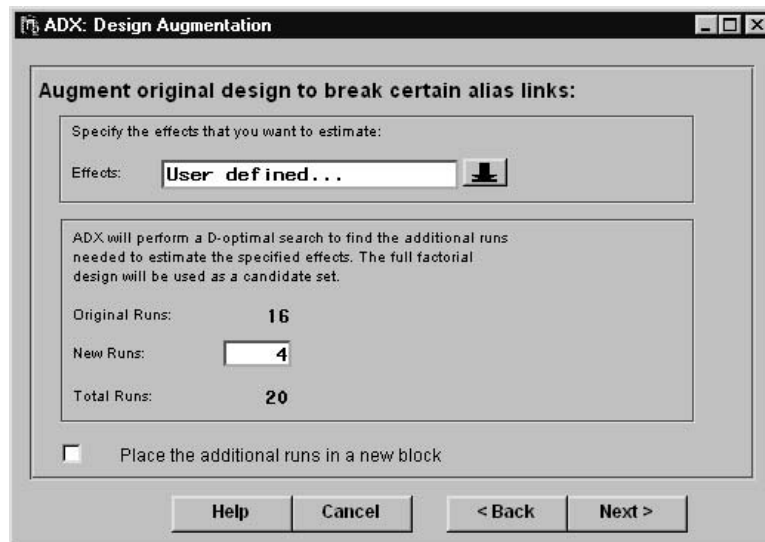 ADX: Design Augmentation
Augment original design to break certain alias links:
Specify the effects that you want to estimate:
Effects: User defined...
ADX will perform a D-optimal search to find the additional runs
needed to estimate the specified effects. The full factorial
design will be used as a candidate set.
Original Runs: 16
New Runs: 4
Total Runs: 20
Place the additional runs in a new block
Help Cancel < Back Next >